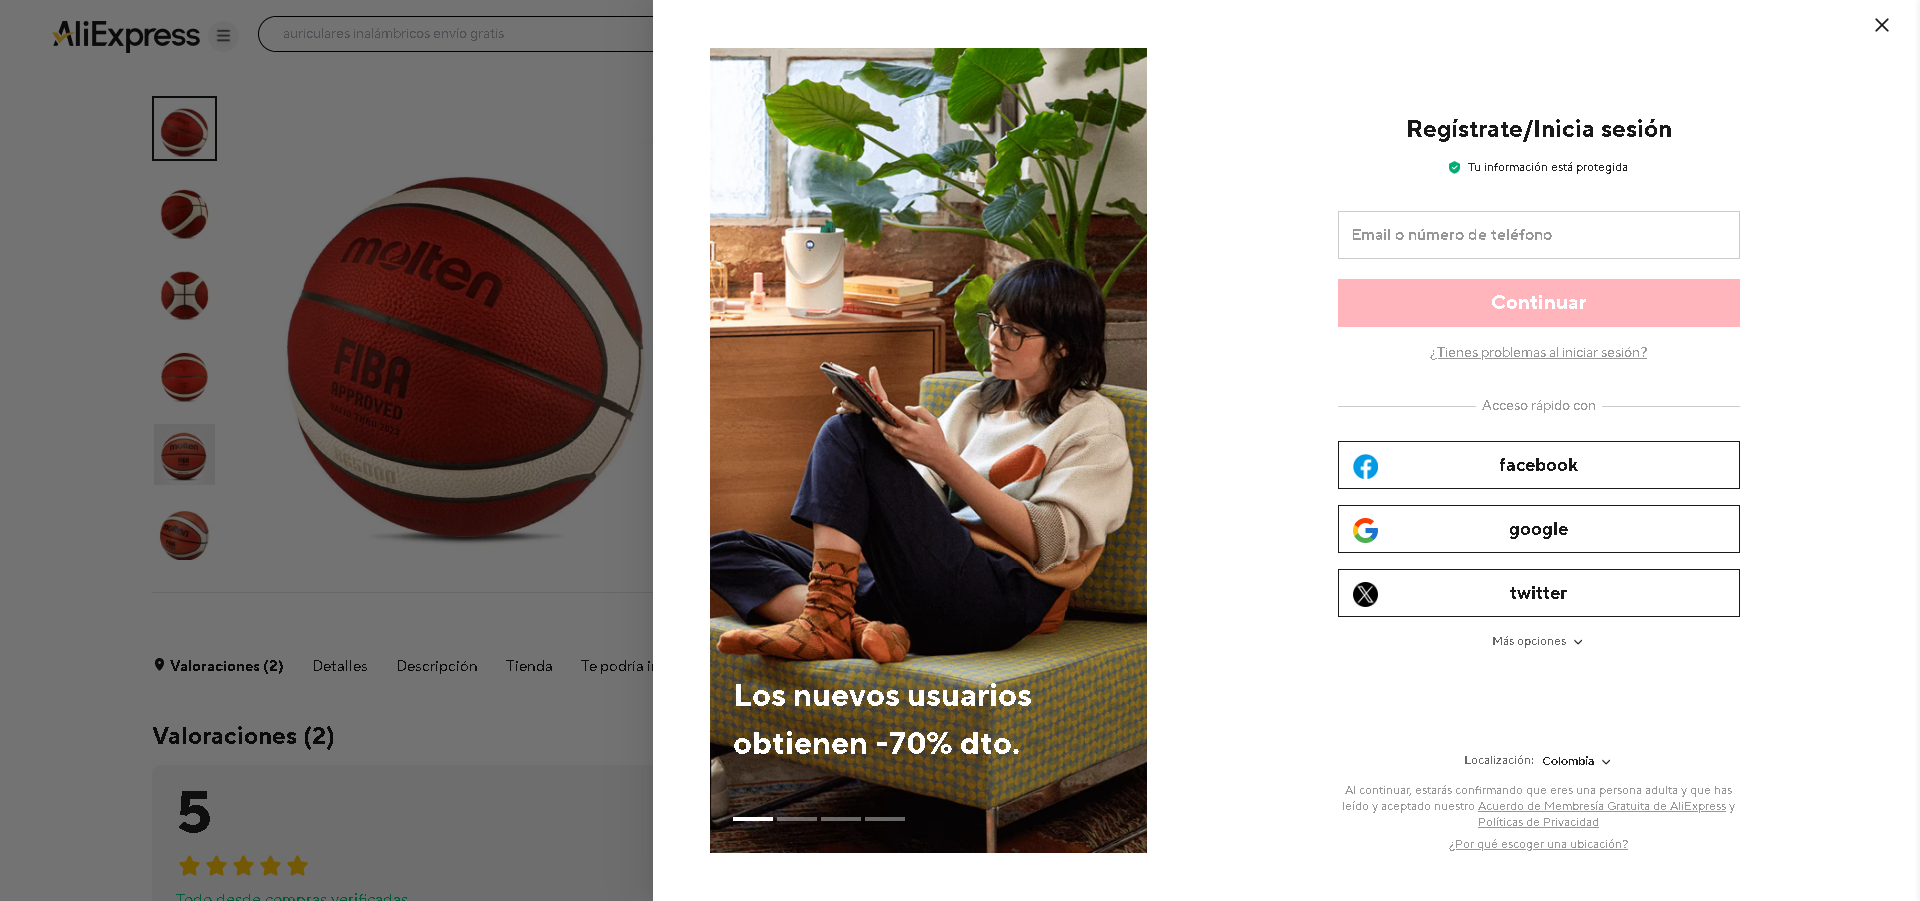 AliExpress
auriculares inalámbricos envío gratis
molten
FIBA
APPROVED
BG5000
Valoraciones (2)
Detalles
Descripción
Tienda
Te podría
Valoraciones (2)
5
Todo desde compras verificadas
Los nuevos usuarios
obtienen -70% dto.
Regístrate/Inicia sesión
Tu información está protegida
Email o número de teléfono
Continuar
¿Tienes problemas al iniciar sesión?
Acceso rápido con
facebook
google
twitter
Más opciones
Localización: Colombia
Al continuar, estarás confirmando que eres una persona adulta y que has
leído y aceptado nuestro Acuerdo de Membresía Gratuita de AliExpress y
Políticas de Privacidad
¿Por qué escoger una ubicación?